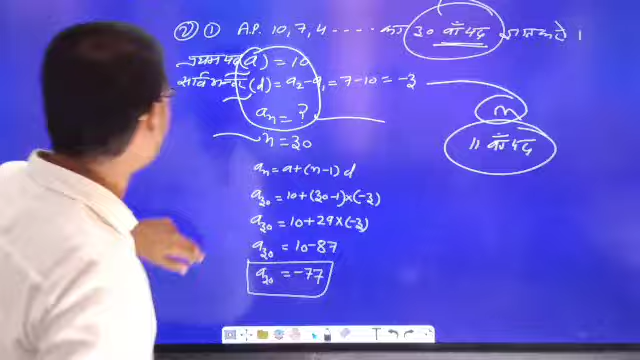 ② ① A.P. 10, 7, 4 ..... का 30 वाँ पद ज्ञात करें।
प्रथम पद (a) = 10
सार्व अन्तर (d) = a₂ - a₁ = 7 - 10 = -3
aₙ = ?
n = 30
n
11 वाँ पद
aₙ = a + (n-1) d
a₃₀ = 10 + (30-1) × (-3)
a₃₀ = 10 + 29 × (-3)
a₃₀ = 10 - 87
a₃₀ = -77